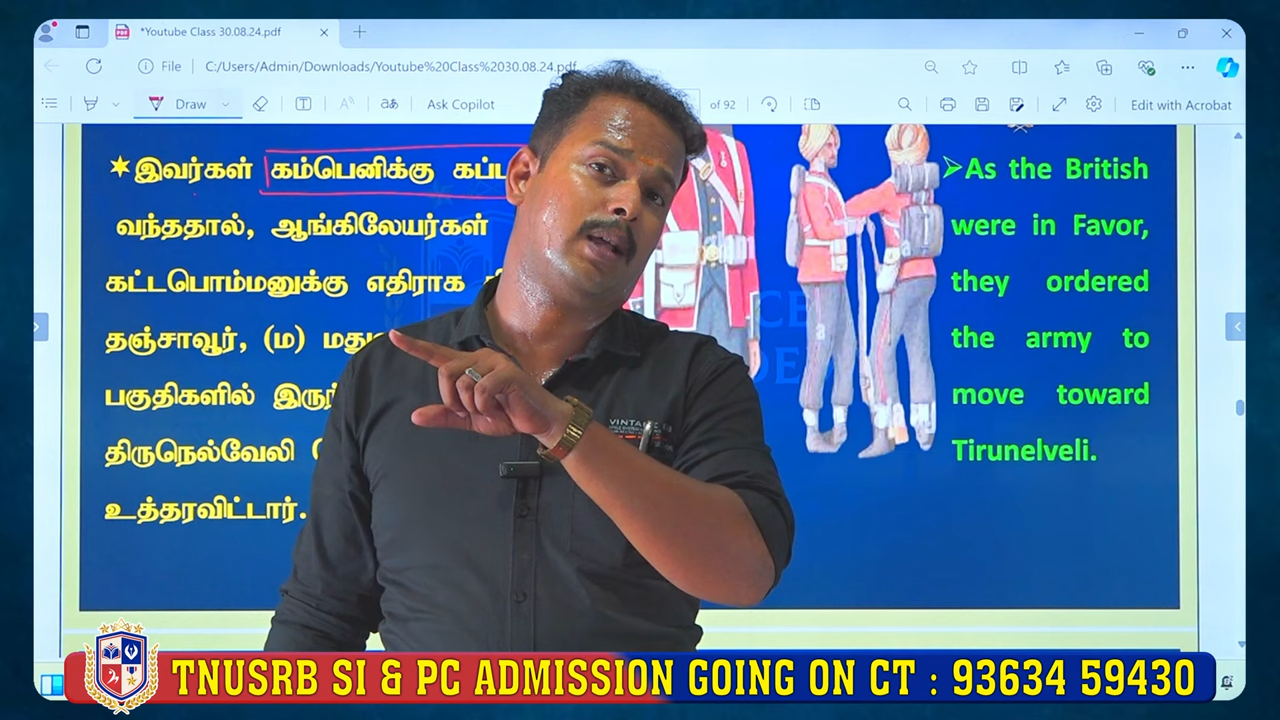 *Youtube Class 30.08.24.pdf
File C:/Users/Admin/Downloads/Youtube%20Class%2030.08.24.pdf
Draw
Ask Copilot
of 92
Edit with Acrobat
இவர்கள் கம்பெனிக்கு
வந்ததால், ஆங்கிலேயர்கள்
கட்டபொம்மனுக்கு எதிராக
தஞ்சாவூர், (ம)
பகுதிகளில்
திருநெல்வேலி
உத்தரவிட்டார்.
As the British
were in Favor,
they ordered
the army to
move toward
Tirunelveli.
VINTAGE
TNUSRB SI & PC ADMISSION GOING ON CT : 93634 59430